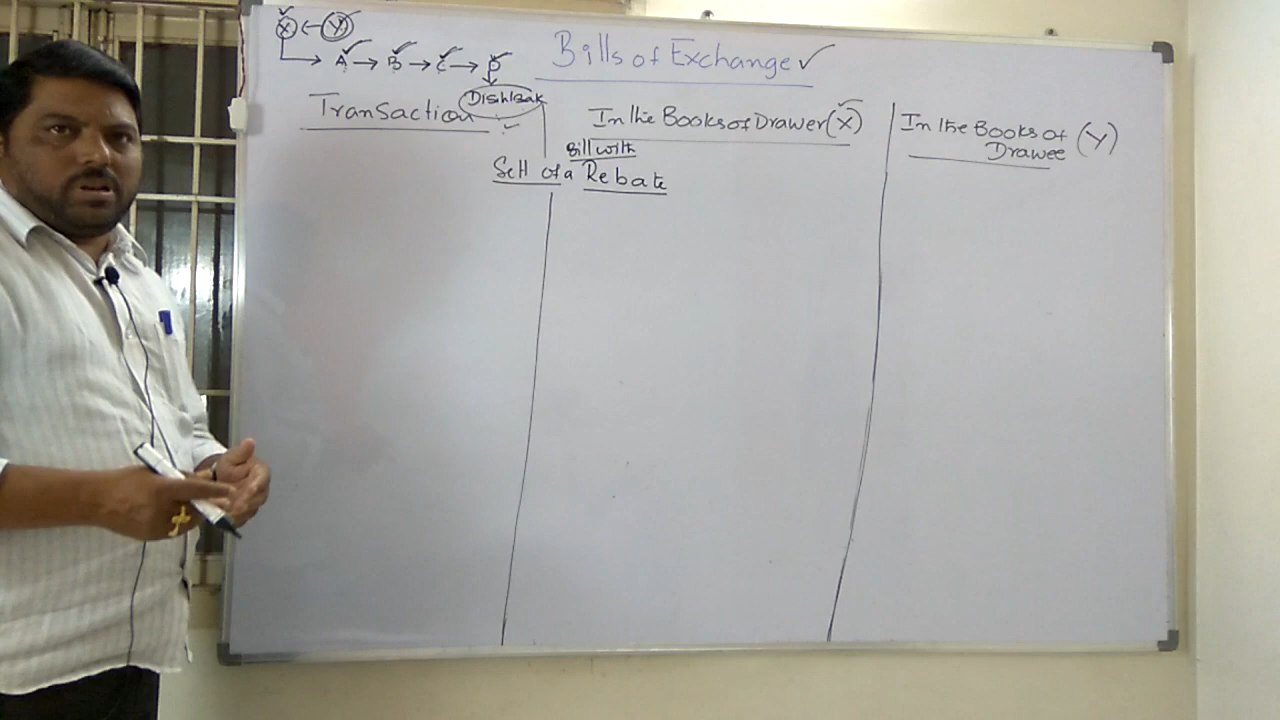 X ← Y
→ A → B → C → D
Bills of Exchange ✓
Transaction
In the Books of Drawer (X)
In the Books of Drawee (Y)
Bill with
Sell of a Rebate